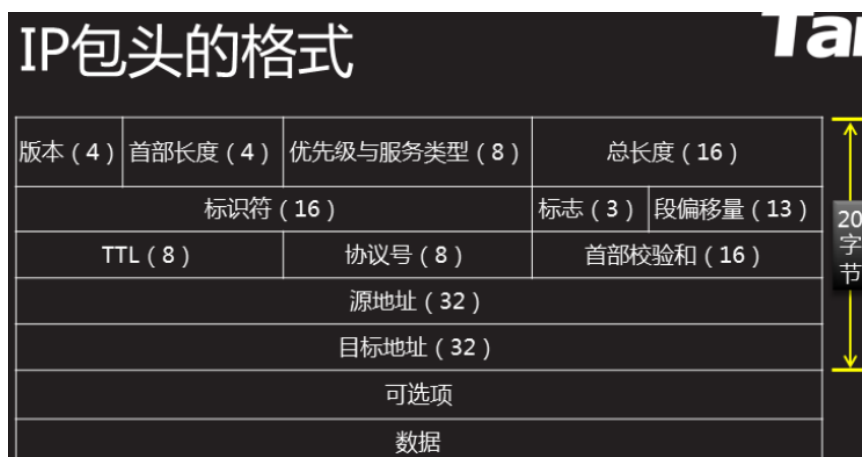 IP包头的格式
Tar
版本（4） 首部长度（4） 优先级与服务类型（8） 总长度（16）
标识符（16） 标志（3） 段偏移量（13）
TTL（8） 协议号（8） 首部校验和（16）
源地址（32）
目标地址（32）
可选项
数据
20
字
节